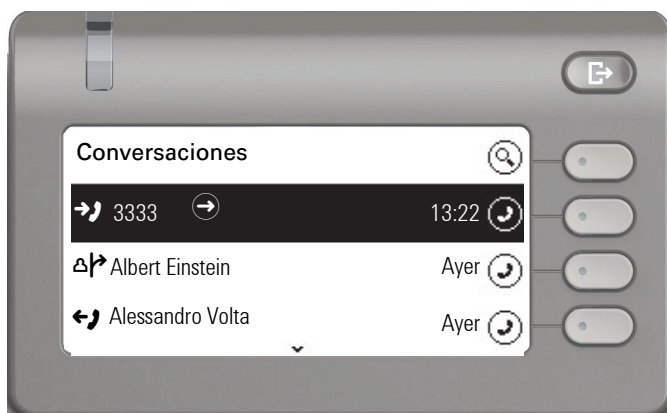 Conversaciones
3333 13:22
Albert Einstein Ayer
Alessandro Volta Ayer